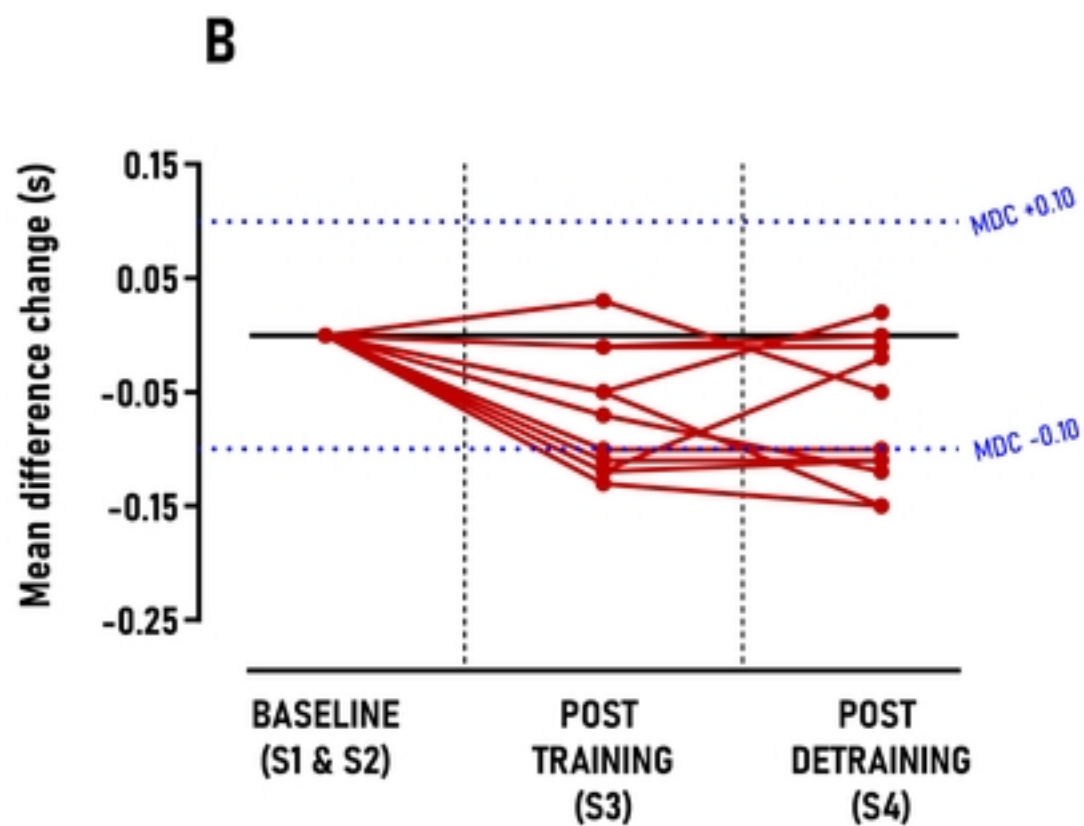 B
Mean difference change (s)
0.15
0.05
-0.05
-0.15
-0.25
MDC +0.10
MDC -0.10
BASELINE
(S1 & S2)
POST
TRAINING
(S3)
POST
DETRAINING
(S4)